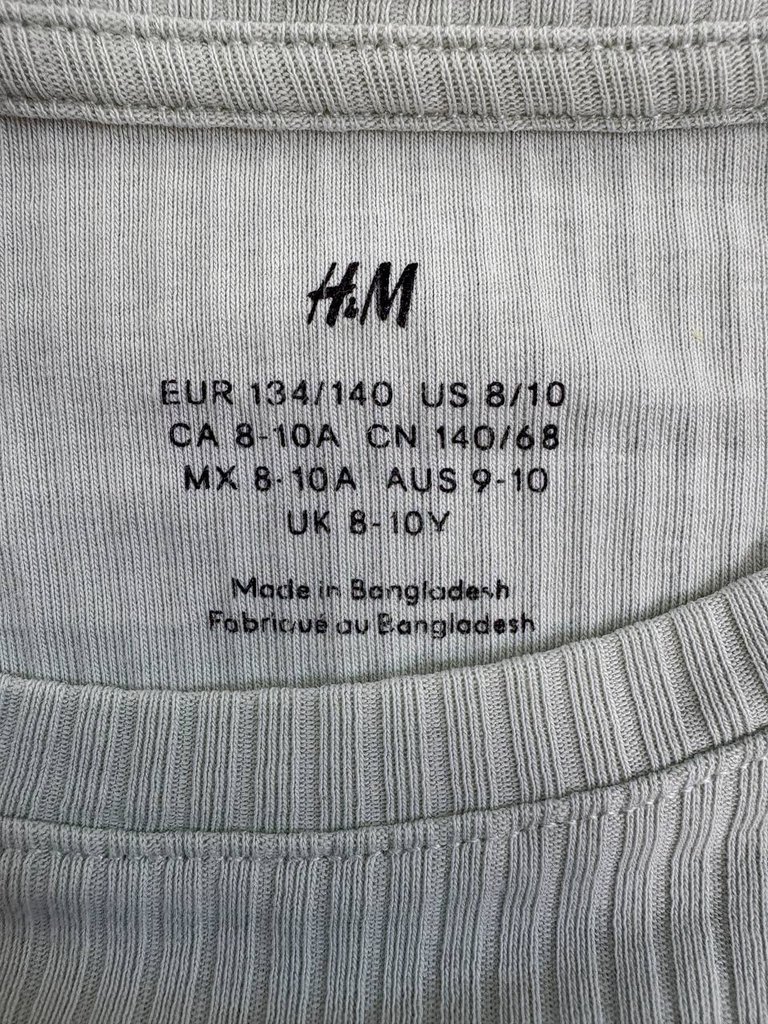 H&M
EUR 134/140 US 8/10
CA 8-10A CN 140/68
MX 8-10A AUS 9-10
UK 8-10Y
Made in Bangladesh
Fabriqué au Bangladesh